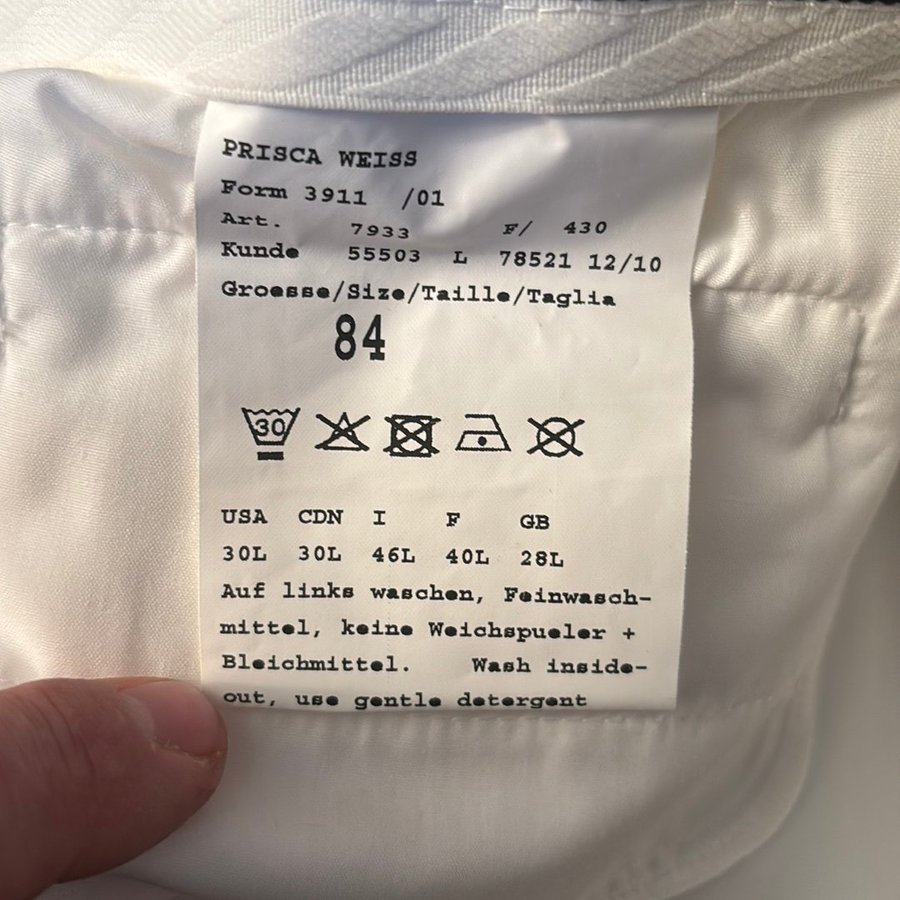 PRISCA WEISS
Form 3911 /01
Art. 7933 F/ 430
Kunde 55503 L 78521 12/10
Groesse/Size/Taille/Taglia
84
30
USA CDN I F GB
30L 30L 46L 40L 28L
Auf links waschen, Feinwasch-
mittel, keine Weichspueler +
Bleichmittel. Wash inside-
out, use gentle detergent